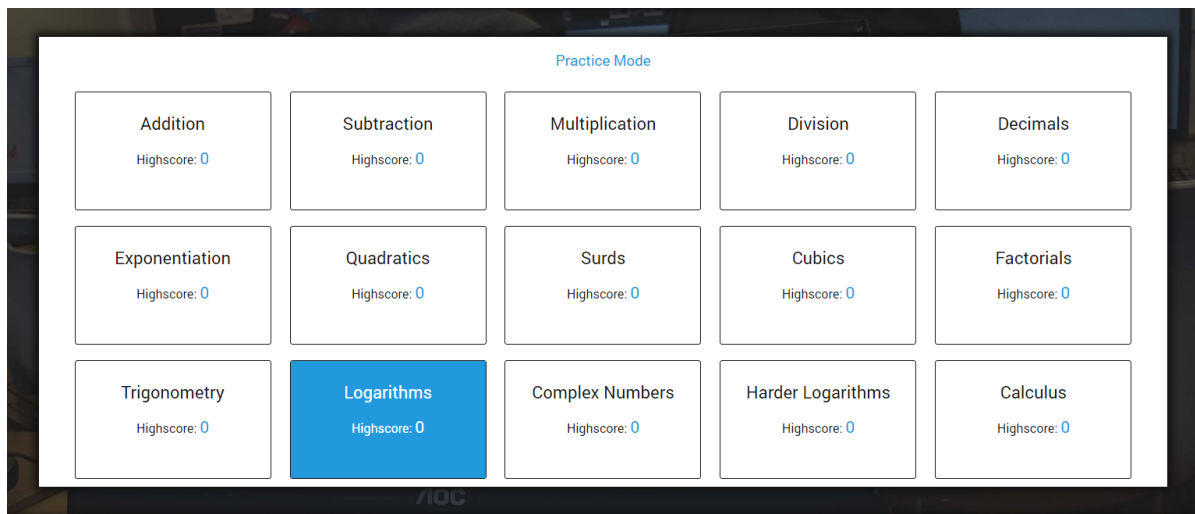 Practice Mode
Addition
Highscore: 0
Subtraction
Highscore: 0
Multiplication
Highscore: 0
Division
Highscore: 0
Decimals
Highscore: 0
Exponentiation
Highscore: 0
Quadratics
Highscore: 0
Surds
Highscore: 0
Cubics
Highscore: 0
Factorials
Highscore: 0
Trigonometry
Highscore: 0
Logarithms
Highscore: 0
Complex Numbers
Highscore: 0
Harder Logarithms
Highscore: 0
Calculus
Highscore: 0
AOC